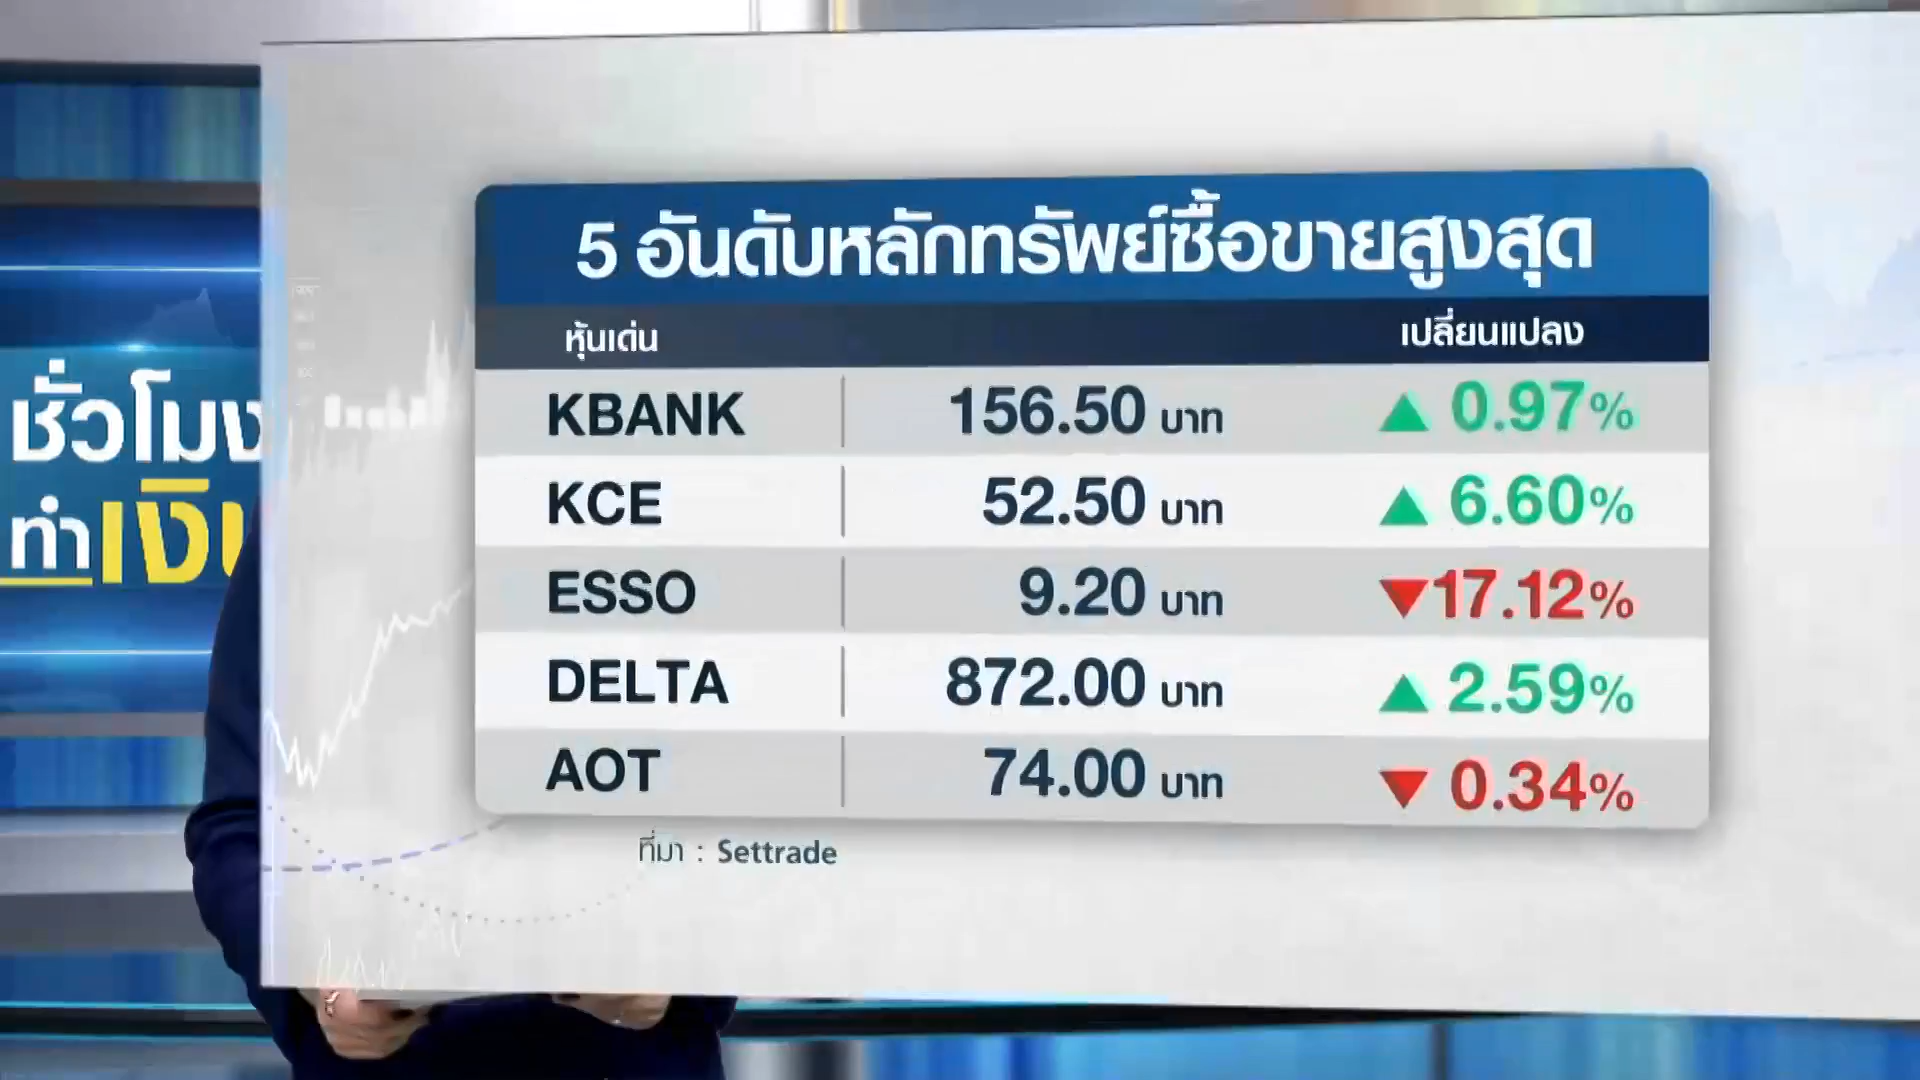 5 อันดับหลักทรัพย์ซื้อขายสูงสุด
หุ้นเด่น เปลี่ยนแปลง
KBANK 156.50 บาท ▲ 0.97%
KCE 52.50 บาท ▲ 6.60%
ESSO 9.20 บาท ▼ 17.12%
DELTA 872.00 บาท ▲ 2.59%
AOT 74.00 บาท ▼ 0.34%
ที่มา : Settrade
ชั่วโมง
ทำเงิน